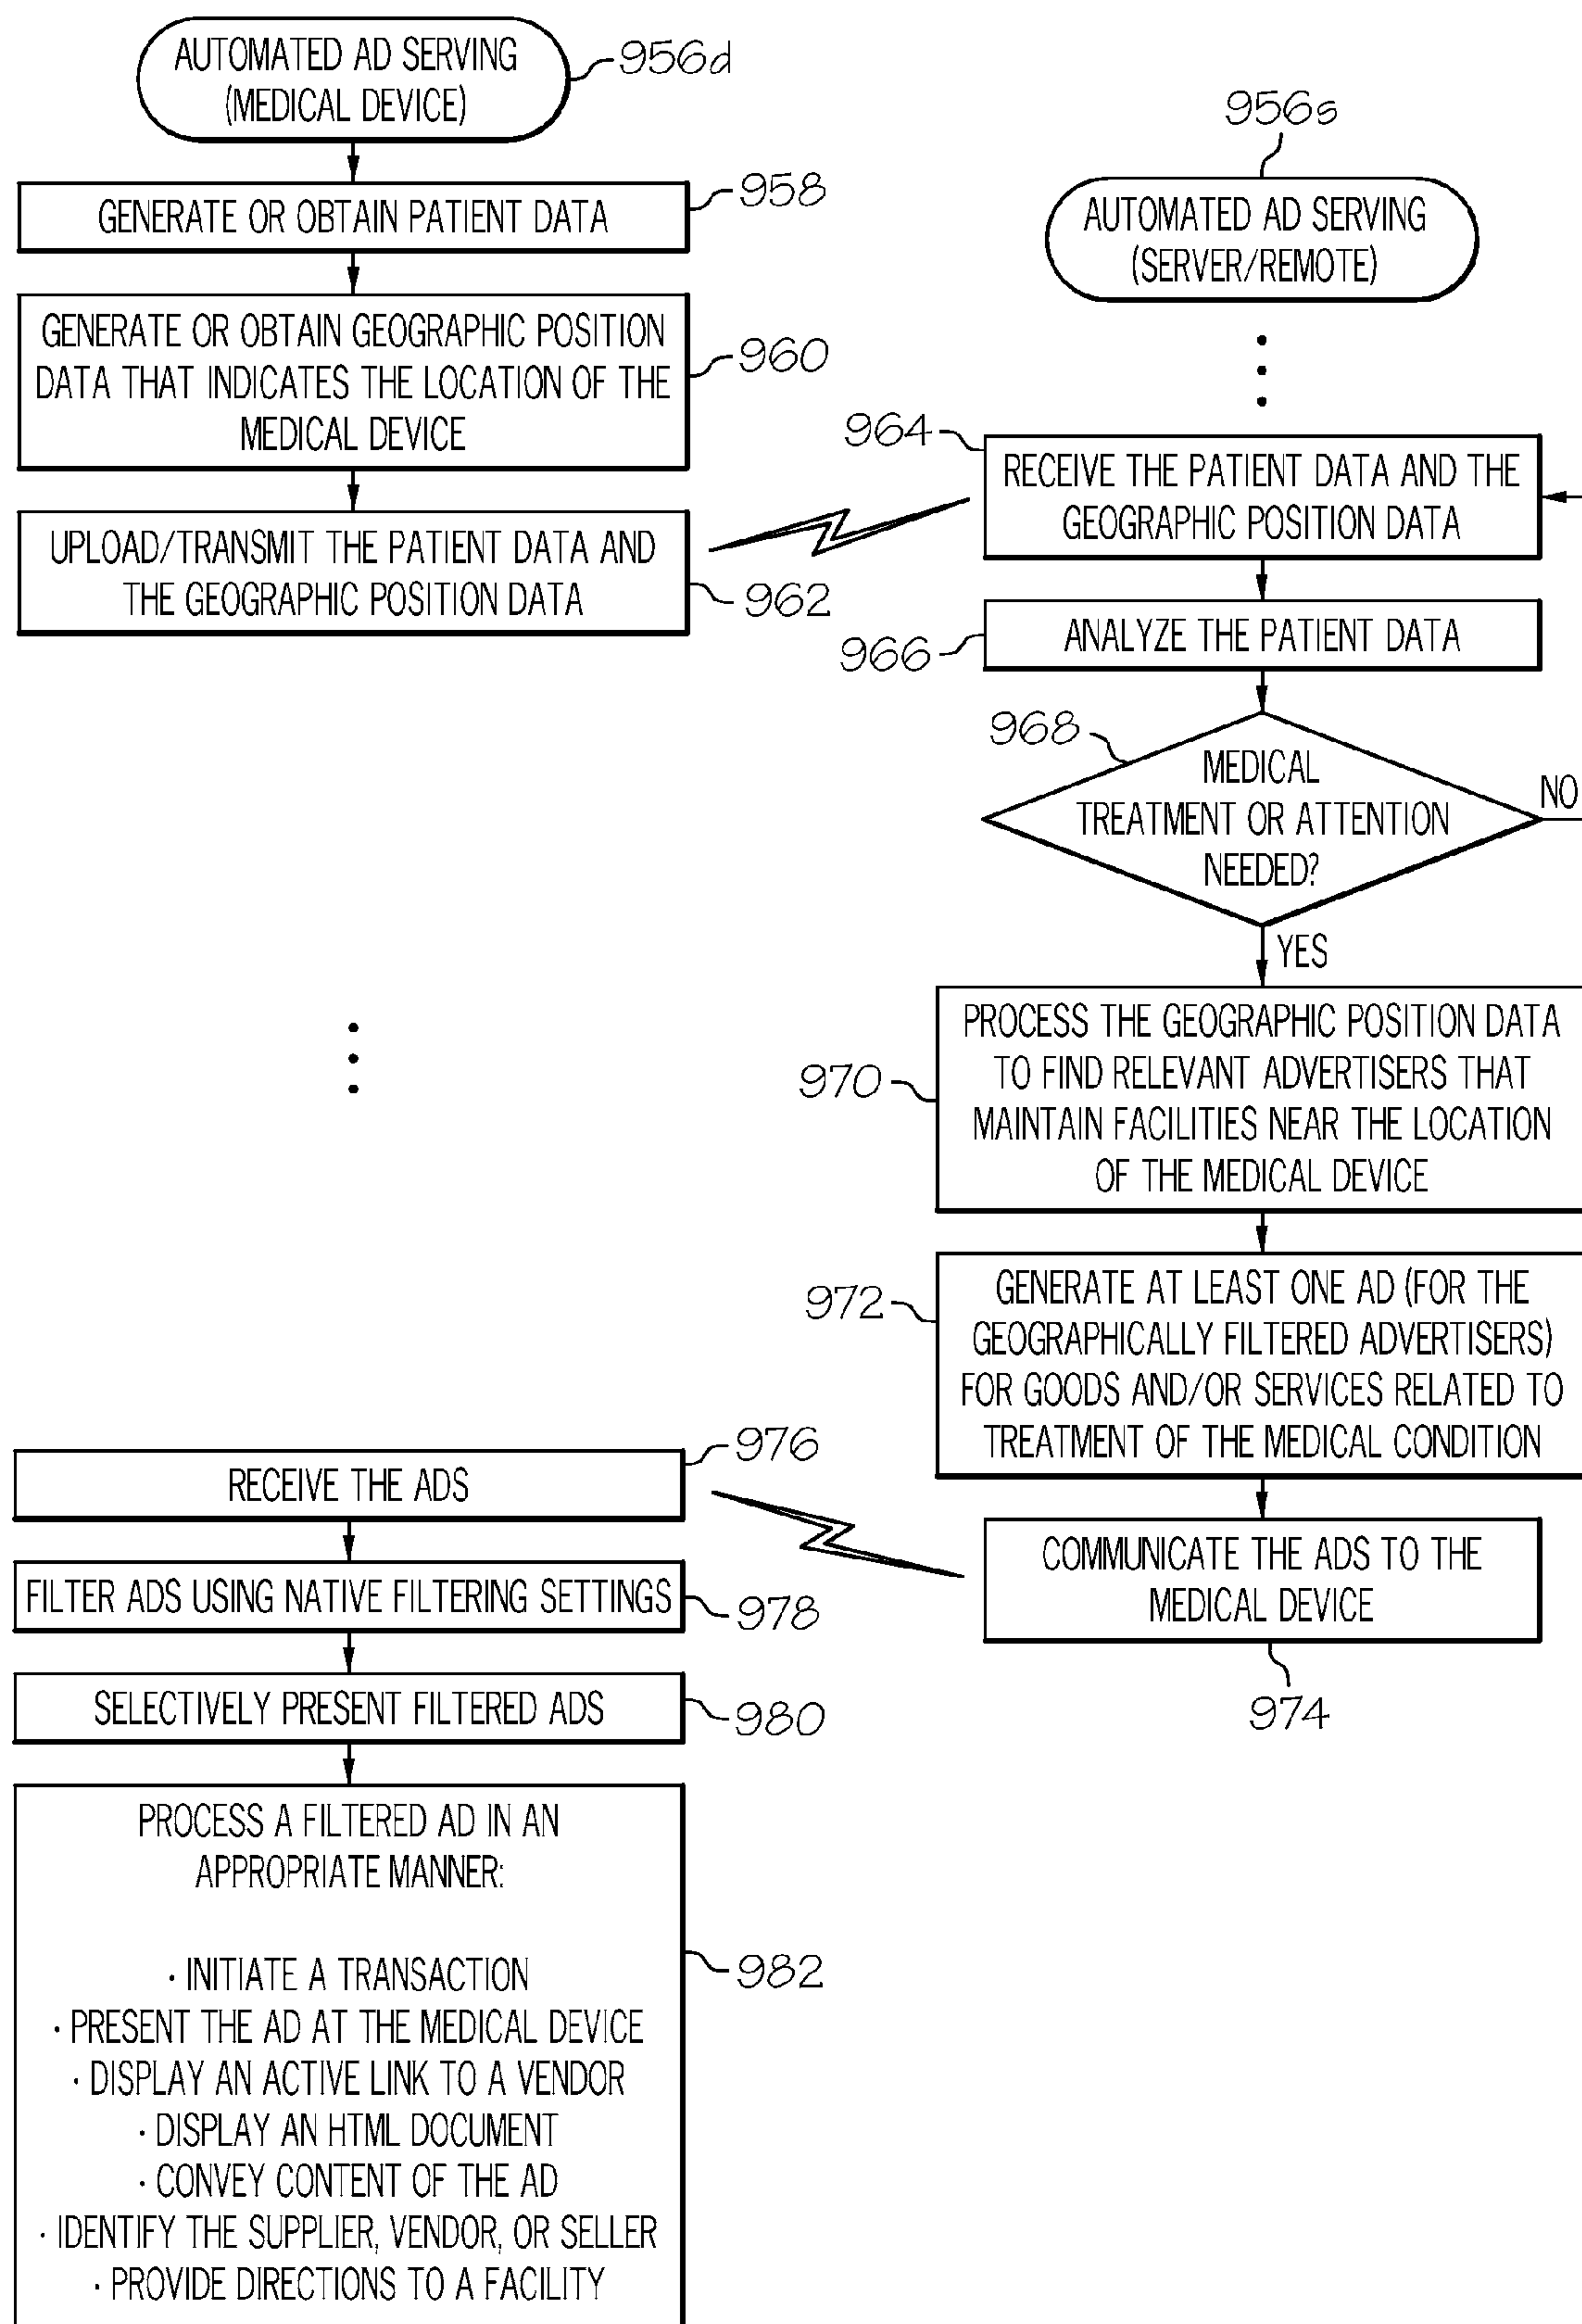 AUTOMATED AD SERVING
(MEDICAL DEVICE)
956d
GENERATE OR OBTAIN PATIENT DATA
958
GENERATE OR OBTAIN GEOGRAPHIC POSITION
DATA THAT INDICATES THE LOCATION OF THE
MEDICAL DEVICE
960
UPLOAD/TRANSMIT THE PATIENT DATA AND
THE GEOGRAPHIC POSITION DATA
962
956s
AUTOMATED AD SERVING
(SERVER/REMOTE)
964
RECEIVE THE PATIENT DATA AND THE
GEOGRAPHIC POSITION DATA
966
ANALYZE THE PATIENT DATA
968
MEDICAL
TREATMENT OR ATTENTION
NEEDED?
NO
YES
970
PROCESS THE GEOGRAPHIC POSITION DATA
TO FIND RELEVANT ADVERTISERS THAT
MAINTAIN FACILITIES NEAR THE LOCATION
OF THE MEDICAL DEVICE
972
GENERATE AT LEAST ONE AD (FOR THE
GEOGRAPHICALLY FILTERED ADVERTISERS)
FOR GOODS AND/OR SERVICES RELATED TO
TREATMENT OF THE MEDICAL CONDITION
COMMUNICATE THE ADS TO THE
MEDICAL DEVICE
974
RECEIVE THE ADS
976
FILTER ADS USING NATIVE FILTERING SETTINGS
978
SELECTIVELY PRESENT FILTERED ADS
980
PROCESS A FILTERED AD IN AN
APPROPRIATE MANNER:
· INITIATE A TRANSACTION
· PRESENT THE AD AT THE MEDICAL DEVICE
· DISPLAY AN ACTIVE LINK TO A VENDOR
· DISPLAY AN HTML DOCUMENT
· CONVEY CONTENT OF THE AD
· IDENTIFY THE SUPPLIER, VENDOR, OR SELLER
· PROVIDE DIRECTIONS TO A FACILITY
982